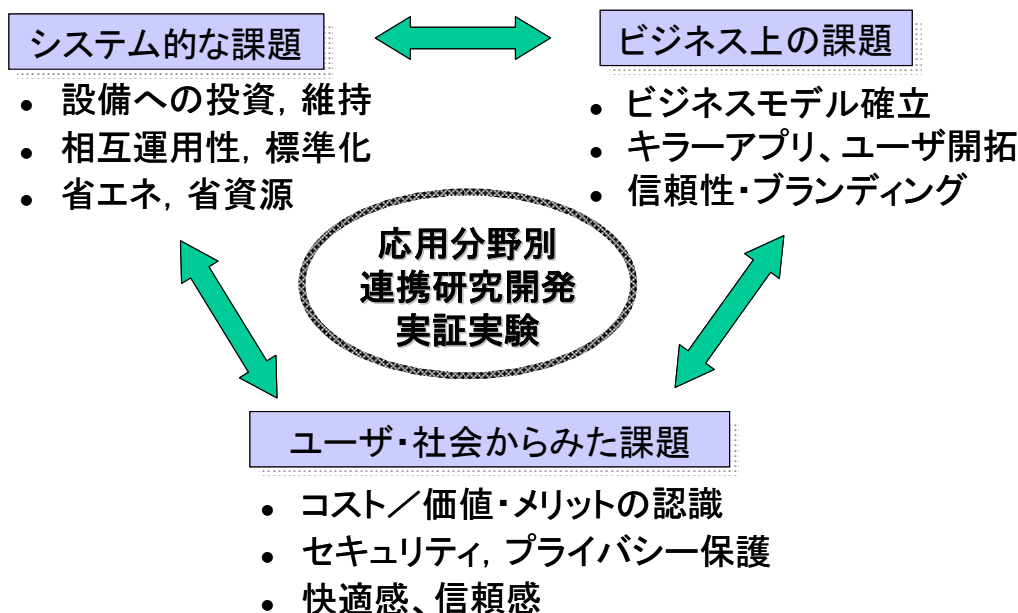 システム的な課題
• 設備への投資, 維持
• 相互運用性, 標準化
• 省エネ, 省資源
ビジネス上の課題
• ビジネスモデル確立
• キラーアプリ、ユーザ開拓
• 信頼性・ブランディング
応用分野別
連携研究開発
実証実験
ユーザ・社会からみた課題
• コスト／価値・メリットの認識
• セキュリティ, プライバシー保護
• 快適感、信頼感